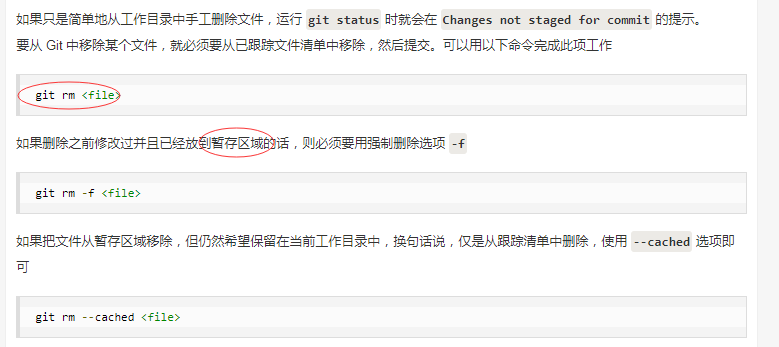 如果只是简单地从工作目录中手工删除文件，运行 git status 时就会在 Changes not staged for commit 的提示。
要从 Git 中移除某个文件，就必须要从已跟踪文件清单中移除，然后提交。可以用以下命令完成此项工作
git rm <file>
如果删除之前修改过并且已经放到暂存区域的话，则必须要用强制删除选项 -f
git rm -f <file>
如果把文件从暂存区域移除，但仍然希望保留在当前工作目录中，换句话说，仅是从跟踪清单中删除，使用 --cached 选项即
可
git rm --cached <file>